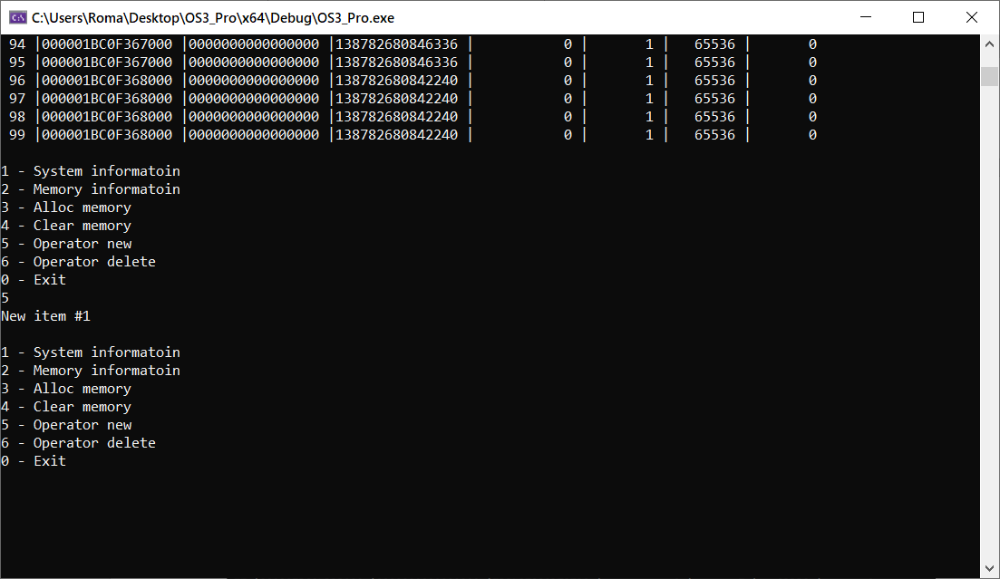 C:\Users\Roma\Desktop\OS3_Pro\x64\Debug\OS3_Pro.exe
94 |000001BC0F367000 |0000000000000000 |138782680846336 | 0 | 1 | 65536 | 0
95 |000001BC0F367000 |0000000000000000 |138782680846336 | 0 | 1 | 65536 | 0
96 |000001BC0F368000 |0000000000000000 |138782680842240 | 0 | 1 | 65536 | 0
97 |000001BC0F368000 |0000000000000000 |138782680842240 | 0 | 1 | 65536 | 0
98 |000001BC0F368000 |0000000000000000 |138782680842240 | 0 | 1 | 65536 | 0
99 |000001BC0F368000 |0000000000000000 |138782680842240 | 0 | 1 | 65536 | 0
1 - System informatoin
2 - Memory informatoin
3 - Alloc memory
4 - Clear memory
5 - Operator new
6 - Operator delete
0 - Exit
5
New item #1
1 - System informatoin
2 - Memory informatoin
3 - Alloc memory
4 - Clear memory
5 - Operator new
6 - Operator delete
0 - Exit